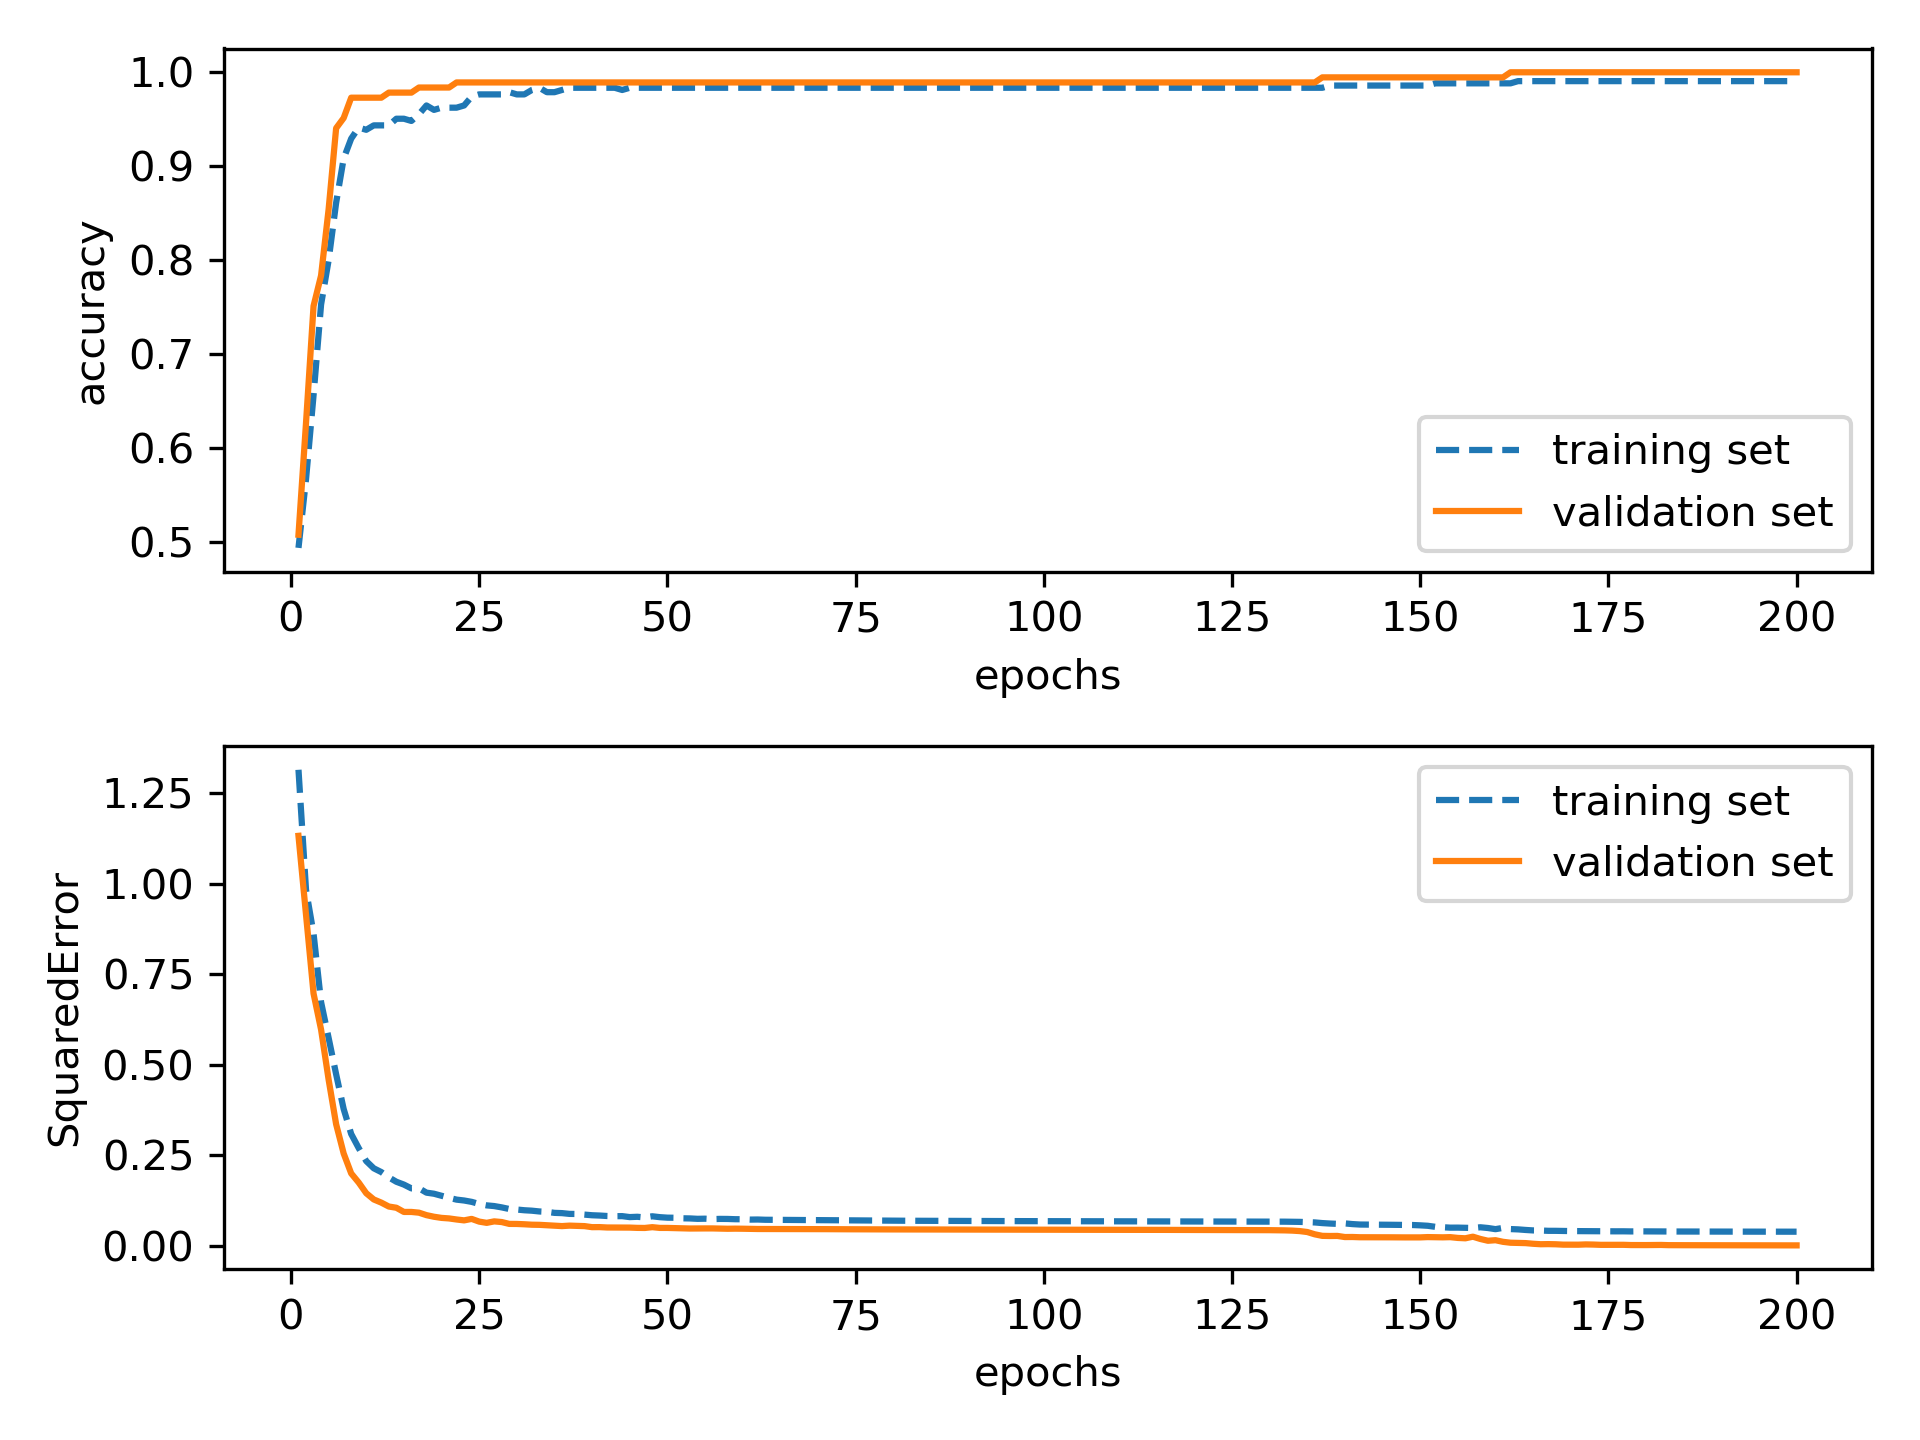 1.0
0.9
0.8
0.7
0.6
0.5
accuracy
training set
validation set
0 25 50 75 100 125 150 175 200
epochs
1.25
1.00
0.75
0.50
0.25
0.00
SquaredError
training set
validation set
0 25 50 75 100 125 150 175 200
epochs